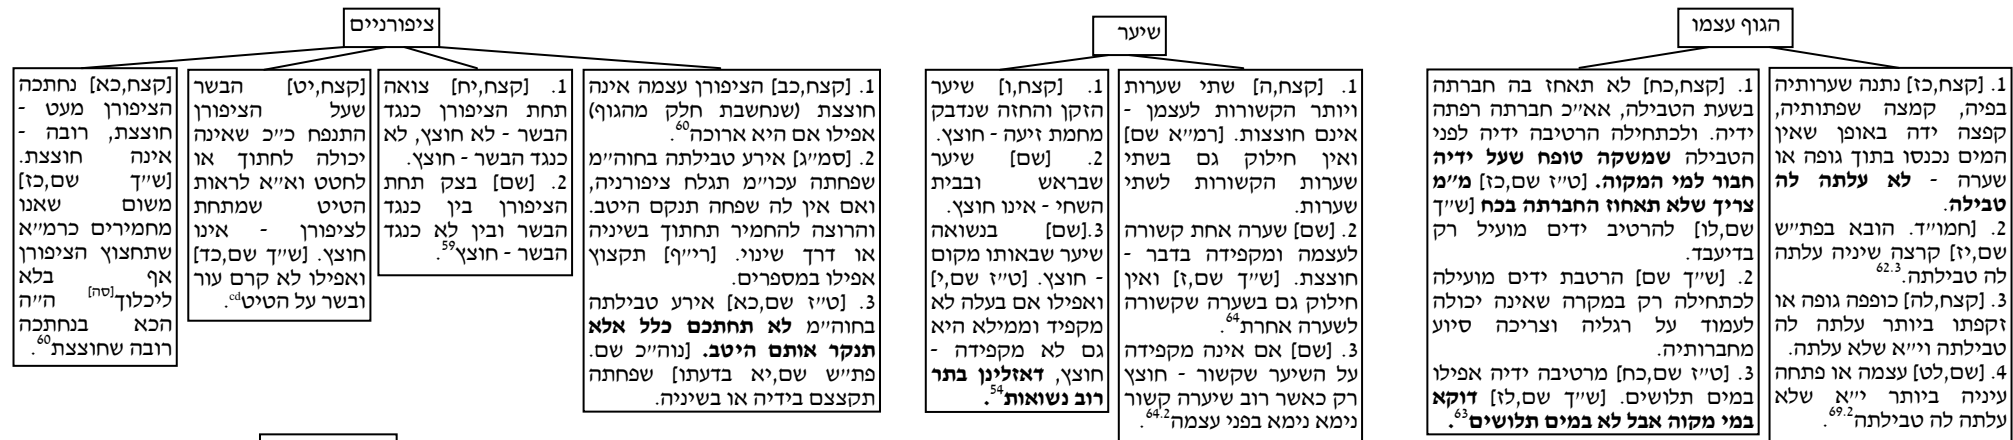 הגוף עצמו
1. [קצח,כז] נתנה שערותיה
בפיה, קמצה שפתותיה,
קפצה ידה באופן שאין
המים נכנסו בתוך גופה או
שערה - לא עלתה לה
טבילה.
2. [חמו״ד. הובא בפת״ש
שם,יז] קרצה שיניה עלתה
לה טבילתה.62.3
3. [קצח,לה] כופפה גופה או
זקפתו ביותר עלתה לה
טבילתה וי״א שלא עלתה.
4. [שם,לט] עצמה או פתחה
עיניה ביותר י״א שלא
עלתה לה טבילתה69.2.
1. [קצח,כח] לא תאחז בה חברתה
בשעת הטבילה, אא״כ חברתה רפתה
ידיה. ולכתחילה הרטיבה ידיה לפני
הטבילה שמשקה טופח שעל ידיה
חבור למי המקוה. [ט״ז שם,כז] מ״מ
צריך שלא תאחוז החברתה בכח [ש״ך
שם,לו] להרטיב ידים מועיל רק
בדיעבד.
2. [ש״ך שם] הרטבת ידים מועילה
לכתחילה רק במקרה שאינה יכולה
לעמוד על רגליה וצריכה סיוע
מחברותיה.
3. [ט״ז שם,כח] מרטיבה ידיה אפילו
במים תלושים. [ש״ך שם,לז] דוקא
במי מקוה אבל לא במים תלושים63.
שיער
1. [קצח,ה] שתי שערות
ויותר הקשורות לעצמן -
אינם חוצצות. [רמ״א שם]
ואין חילוק גם בשתי
שערות הקשורות לשתי
שערות.
2. [שם] שערה אחת קשורה
לעצמה ומקפידה בדבר -
חוצצת. [ש״ך שם,ז] ואין
חילוק גם בשערה שקשורה
לשערה אחרת64.
3. [שם] אם אינה מקפידה
על השיער שקשור - חוצץ
רק כאשר רוב שיערה קשור
נימא נימא בפני עצמה64.2.
1. [קצח,ו] שיער
הזקן והחזה שנדבק
מחמת זיעה - חוצץ.
2. [שם] שיער
שבראש ובבית
השחי - אינו חוצץ.
3.[שם] בנשואה
שיער שבאותו מקום
- חוצץ. [ט״ז שם,י]
ואפילו אם בעלה לא
מקפיד וממילא היא
גם לא מקפידה -
חוצץ, דאזלינן בתר
רוב נשואות54.
ציפורניים
1. [קצח,כב] הציפורן עצמה אינה
חוצצת (שנחשבת חלק מהגוף)
אפילו אם היא ארוכה60.
2. [סמ״ג] אירע טבילתה בחוה״מ
שפחתה עכו״מ תגלח ציפורניה,
ואם אין לה שפחה תנקם היטב.
והרוצה להחמיר תחתוך בשיניה
או דרך שינוי. [רי״ף] תקצוץ
אפילו במספרים.
3. [ט״ז שם,כא] אירע טבילתה
בחוה״מ לא תחתכם כלל אלא
תנקר אותם היטב. [נוה״כ שם.
פת״ש שם,יא בדעתו] שפחתה
תקצצם בידיה או בשיניה.
1. [קצח,יח] צואה
תחת הציפורן כנגד
הבשר - לא חוצץ, לא
כנגד הבשר - חוצץ.
2. [שם] בצק תחת
הציפורן בין כנגד
הבשר ובין לא כנגד
הבשר - חוצץ59.
[קצח,יט] הבשר
שעל הציפורן
התנפח כ״כ שאינה
יכולה לחתוך או
לחטט וא״א לראות
הטיט שמתחת
לציפורן - אינו
חוצץ. [ש״ך שם,כד]
ואפילו לא קרם עור
ובשר על הטיטcd.
[קצח,כא] נחתכה
הציפורן מעט -
חוצצת, רובה -
אינה חוצצת.
[ש״ך שם,כז]
משום שאנו
מחמירים כרמ״א
שתחצוץ הציפורן
אף בלא
ליכלוך[סה] ה״ה
הכא בנחתכה
רובה שחוצצת60.